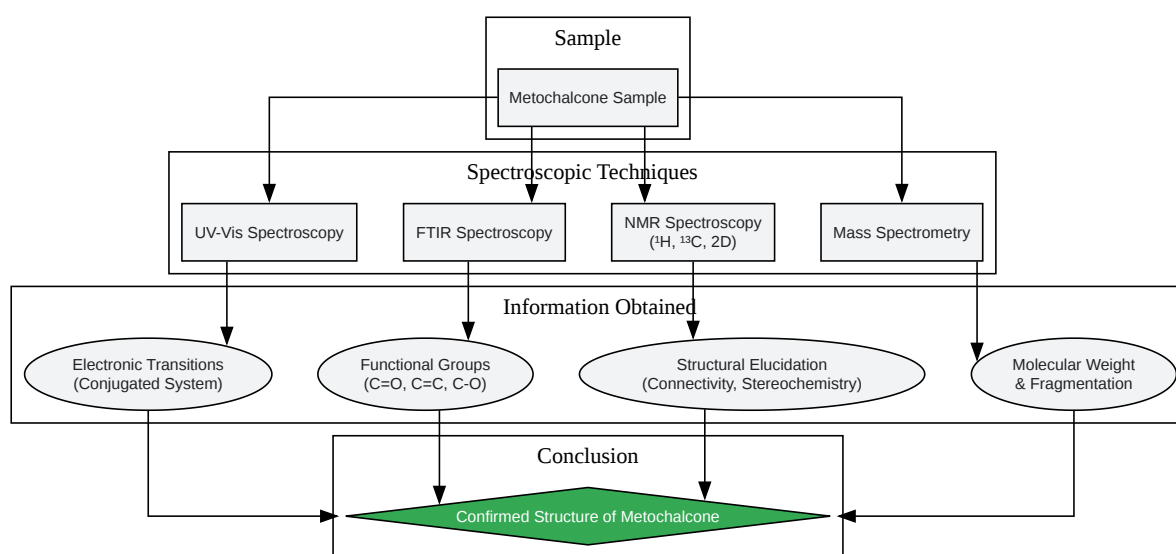 Sample
Metochalcone Sample
Spectroscopic Techniques
UV-Vis Spectroscopy
FTIR Spectroscopy
NMR Spectroscopy
(¹H, ¹³C, 2D)
Mass Spectrometry
Information Obtained
Electronic Transitions
(Conjugated System)
Functional Groups
(C=O, C=C, C-O)
Structural Elucidation
(Connectivity, Stereochemistry)
Molecular Weight
& Fragmentation
Conclusion
Confirmed Structure of Metochalcone